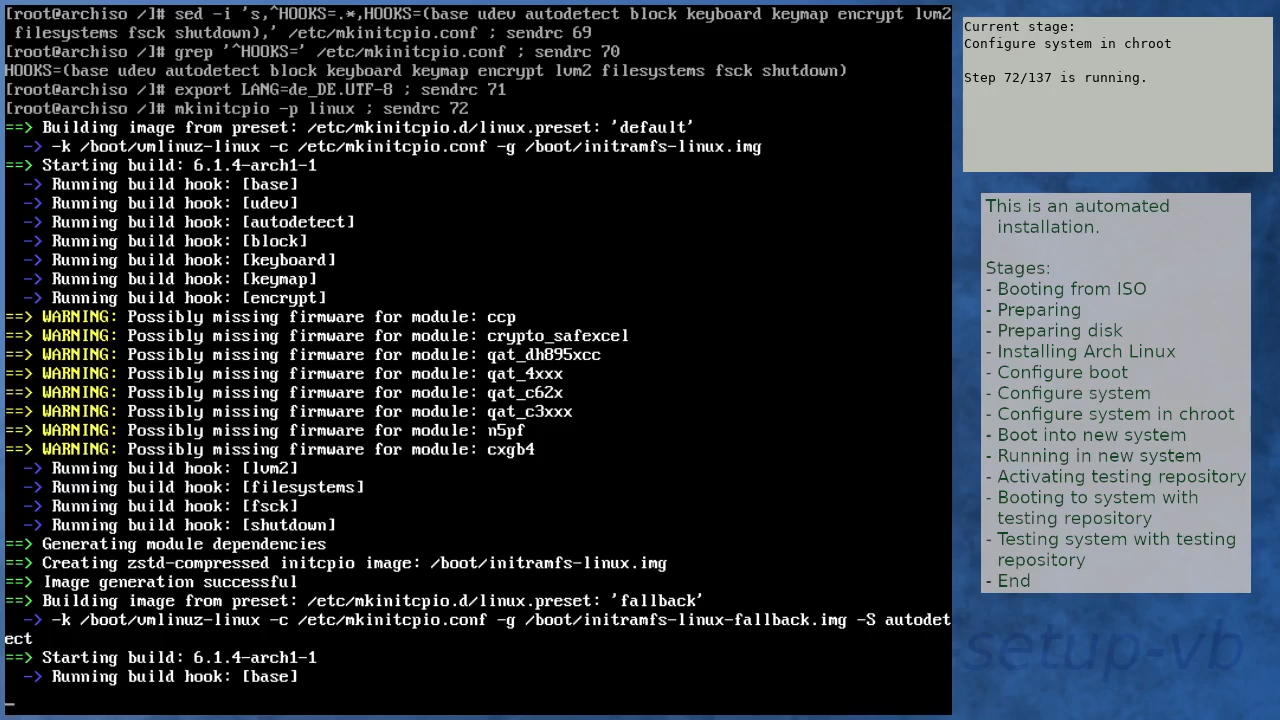 [root@archiso /]# sed -i 's,^HOOKS=.*,HOOKS=(base udev autodetect block keyboard keymap encrypt lvm2
 filesystems fsck shutdown),' /etc/mkinitcpio.conf ; sendrc 69
[root@archiso /]# grep '^HOOKS=' /etc/mkinitcpio.conf ; sendrc 70
HOOKS=(base udev autodetect block keyboard keymap encrypt lvm2 filesystems fsck shutdown)
[root@archiso /]# export LANG=de_DE.UTF-8 ; sendrc 71
[root@archiso /]# mkinitcpio -p linux ; sendrc 72
==> Building image from preset: /etc/mkinitcpio.d/linux.preset: 'default'
  -> -k /boot/vmlinuz-linux -c /etc/mkinitcpio.conf -g /boot/initramfs-linux.img
==> Starting build: 6.1.4-arch1-1
  -> Running build hook: [base]
  -> Running build hook: [udev]
  -> Running build hook: [autodetect]
  -> Running build hook: [block]
  -> Running build hook: [keyboard]
  -> Running build hook: [keymap]
  -> Running build hook: [encrypt]
==> WARNING: Possibly missing firmware for module: ccp
==> WARNING: Possibly missing firmware for module: crypto_safexcel
==> WARNING: Possibly missing firmware for module: qat_dh895xcc
==> WARNING: Possibly missing firmware for module: qat_4xxx
==> WARNING: Possibly missing firmware for module: qat_c62x
==> WARNING: Possibly missing firmware for module: qat_c3xxx
==> WARNING: Possibly missing firmware for module: n5pf
==> WARNING: Possibly missing firmware for module: cxgb4
  -> Running build hook: [lvm2]
  -> Running build hook: [filesystems]
  -> Running build hook: [fsck]
  -> Running build hook: [shutdown]
==> Generating module dependencies
==> Creating zstd-compressed initcpio image: /boot/initramfs-linux.img
==> Image generation successful
==> Building image from preset: /etc/mkinitcpio.d/linux.preset: 'fallback'
  -> -k /boot/vmlinuz-linux -c /etc/mkinitcpio.conf -g /boot/initramfs-linux-fallback.img -S autodet
ect
==> Starting build: 6.1.4-arch1-1
  -> Running build hook: [base]
_
Current stage:
Configure system in chroot
Step 72/137 is running.
This is an automated
installation.
Stages:
- Booting from ISO
- Preparing
- Preparing disk
- Installing Arch Linux
- Configure boot
- Configure system
- Configure system in chroot
- Boot into new system
- Running in new system
- Activating testing repository
- Booting to system with
testing repository
- Testing system with testing
repository
- End
setup-vb